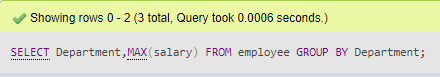 Showing rows 0 - 2 (3 total, Query took 0.0006 seconds.)
SELECT Department,MAX(salary) FROM employee GROUP BY Department;